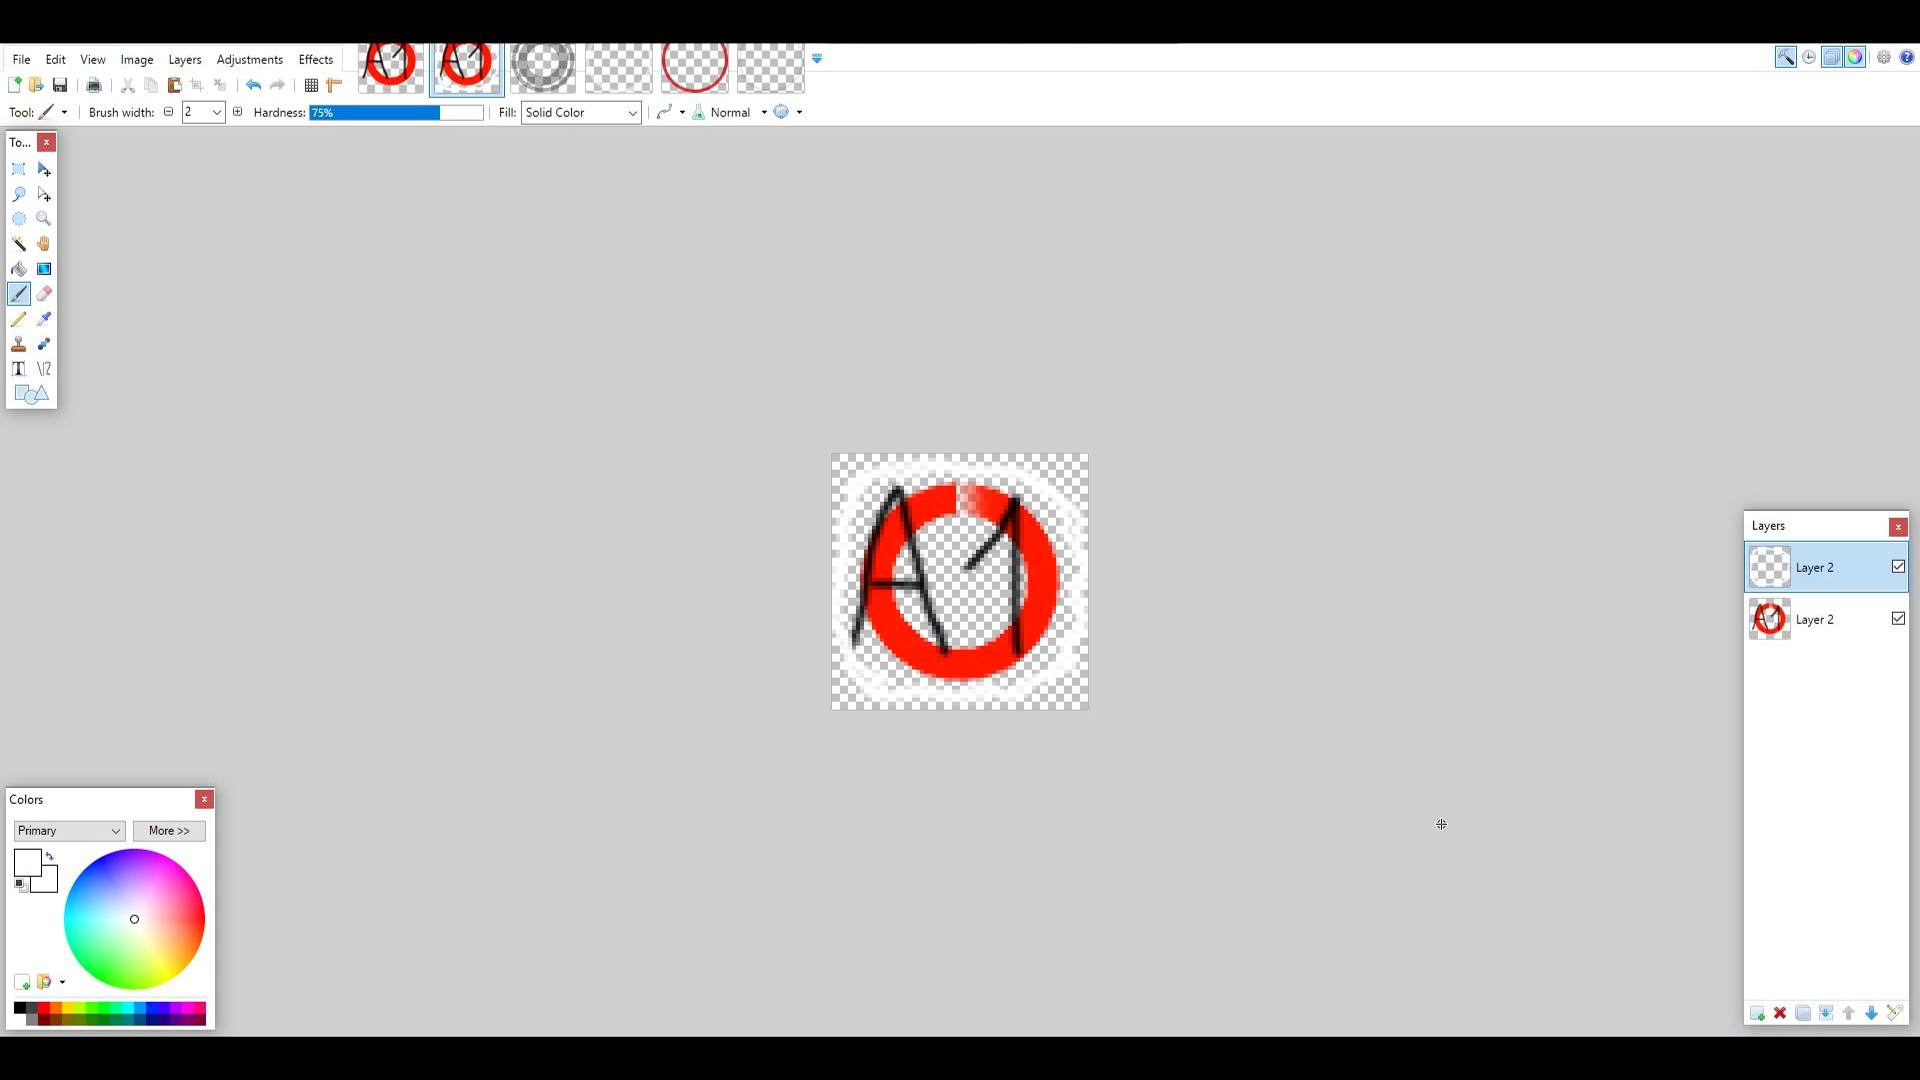 File Edit View Image Layers Adjustments Effects
Tool: Brush width: 2 Hardness: 75% Fill: Solid Color Normal
To...
A1
Layers
Layer 2
Layer 2
Colors
Primary More >>